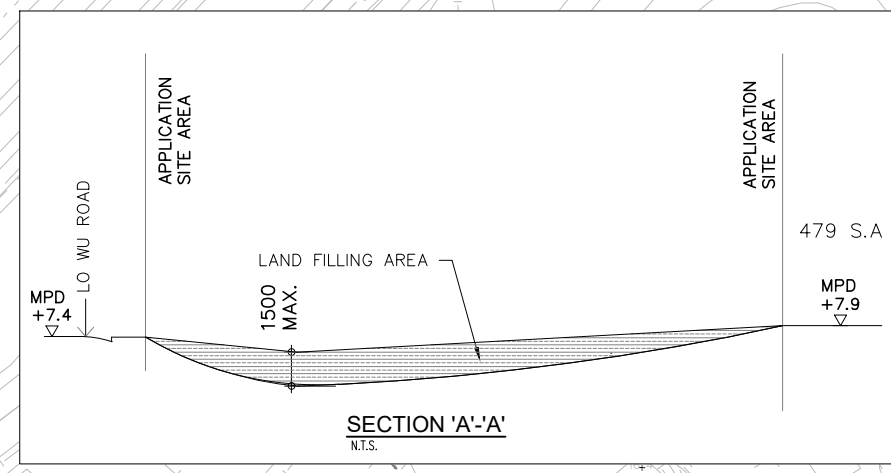 APPLICATION
SITE AREA
APPLICATION
SITE AREA
LO WU ROAD
479 S.A
LAND FILLING AREA
1500
MAX.
MPD
+7.4
MPD
+7.9
SECTION 'A'-'A'
N.T.S.